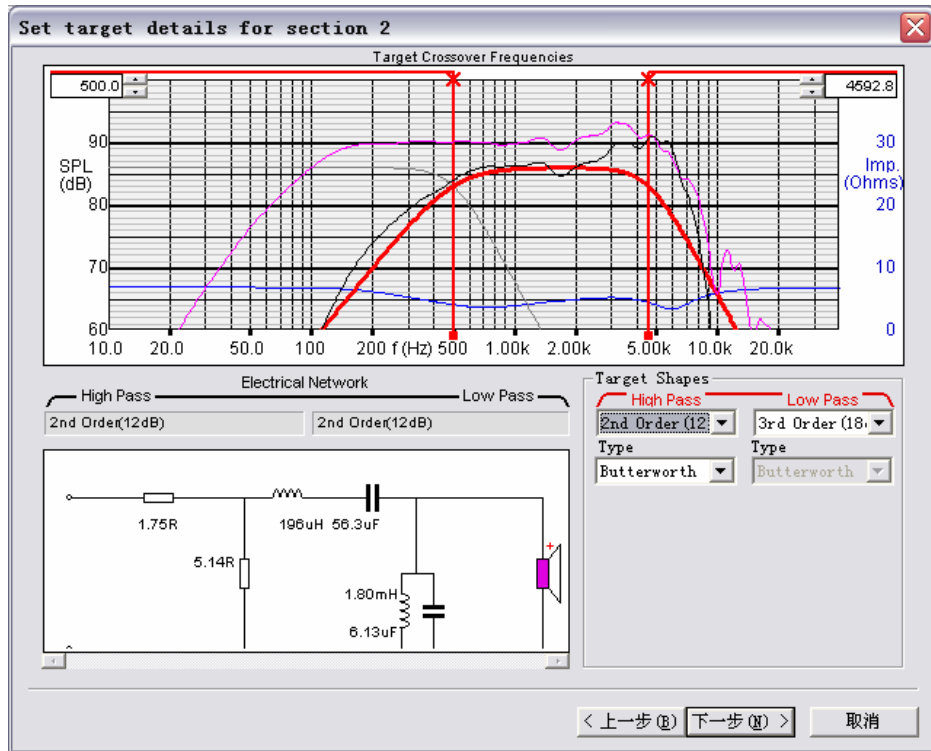 Set target details for section 2
Target Crossover Frequencies
500.0
4592.8
90
80
70
60
SPL
(dB)
30
20
10
0
Imp.
(Ohms)
10.0 20.0 50.0 100 200 f (Hz) 500 1.00k 2.00k 5.00k 10.0k 20.0k
Electrical Network
High Pass Low Pass
2nd Order(12dB) 2nd Order(12dB)
1.75R
5.14R
196uH 56.3uF
1.80mH
6.13uF
+
Target Shapes
High Pass Low Pass
2nd Order (12 3rd Order (18
Type Type
Butterworth Butterworth
< 上一步(B) 下一步(N) > 取消